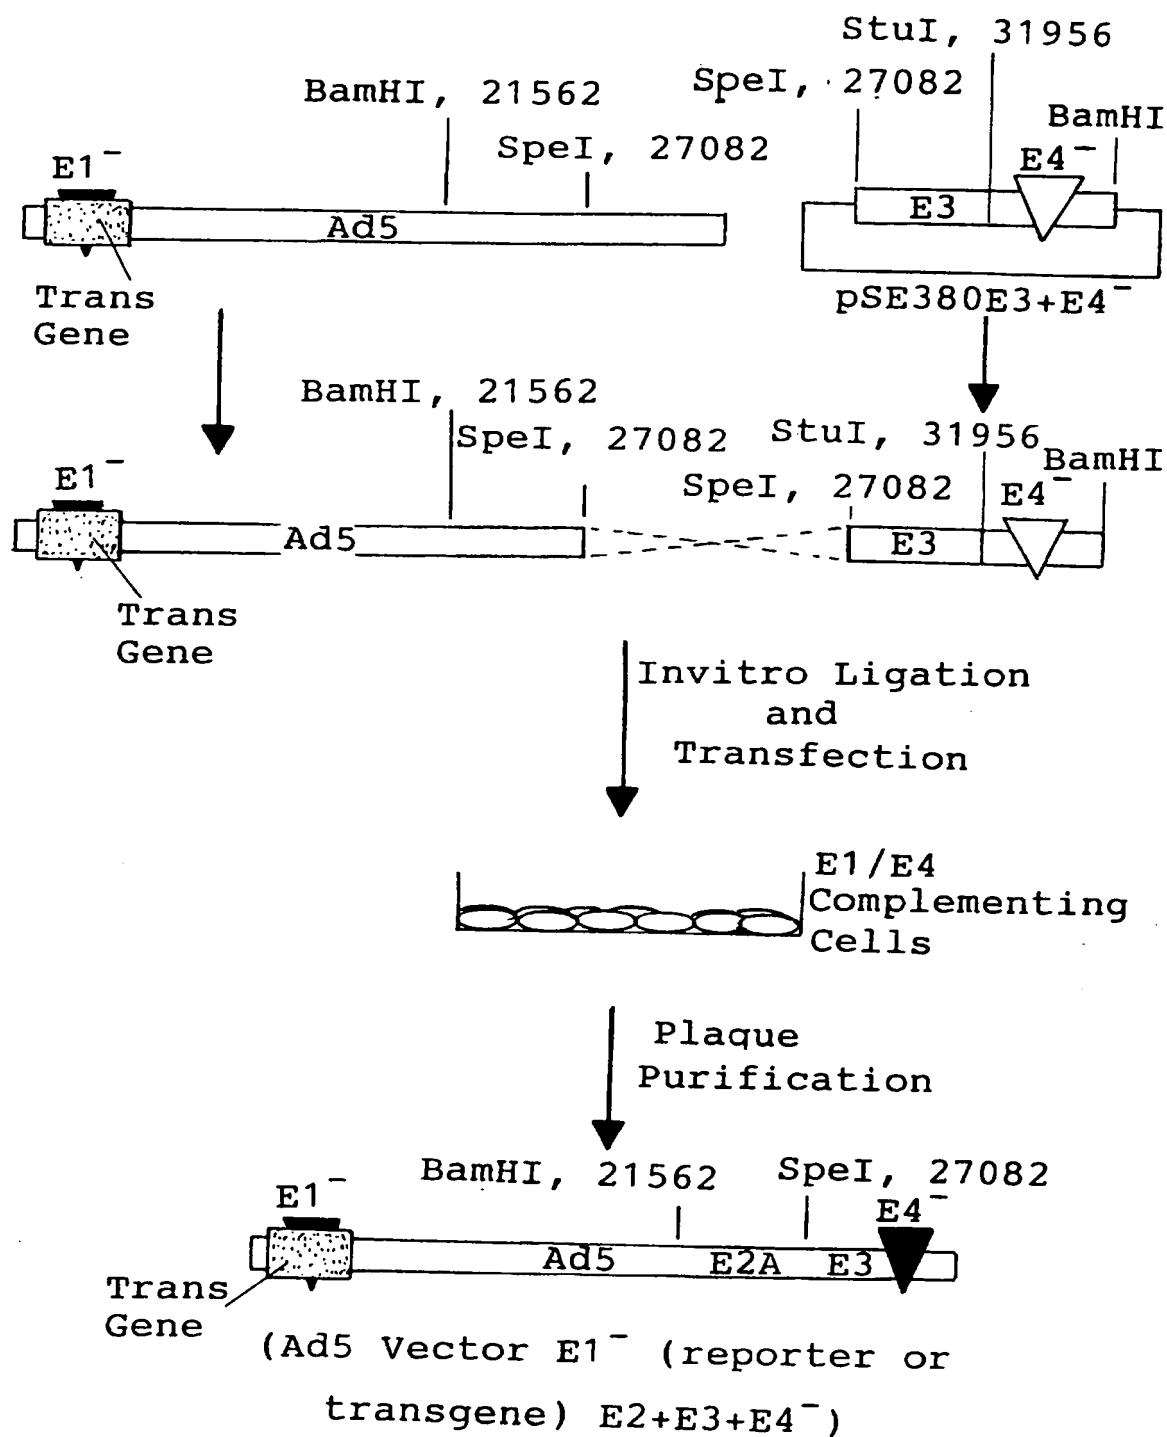 StuI, 31956
SpeI, 27082
BamHI, 21562
BamHI
SpeI, 27082
E1⁻
E4⁻
E3
Ad5
Trans
Gene
pSE380E3+E4⁻
BamHI, 21562
SpeI, 27082
StuI, 31956
BamHI
SpeI, 27082
E1⁻
E4⁻
Ad5
E3
Trans
Gene
Invitro Ligation
and
Transfection
E1/E4
Complementing
Cells
Plaque
Purification
BamHI, 21562
SpeI, 27082
E1⁻
E4⁻
Ad5
E2A
E3
Trans
Gene
(Ad5 Vector E1⁻ (reporter or
transgene) E2+E3+E4⁻)